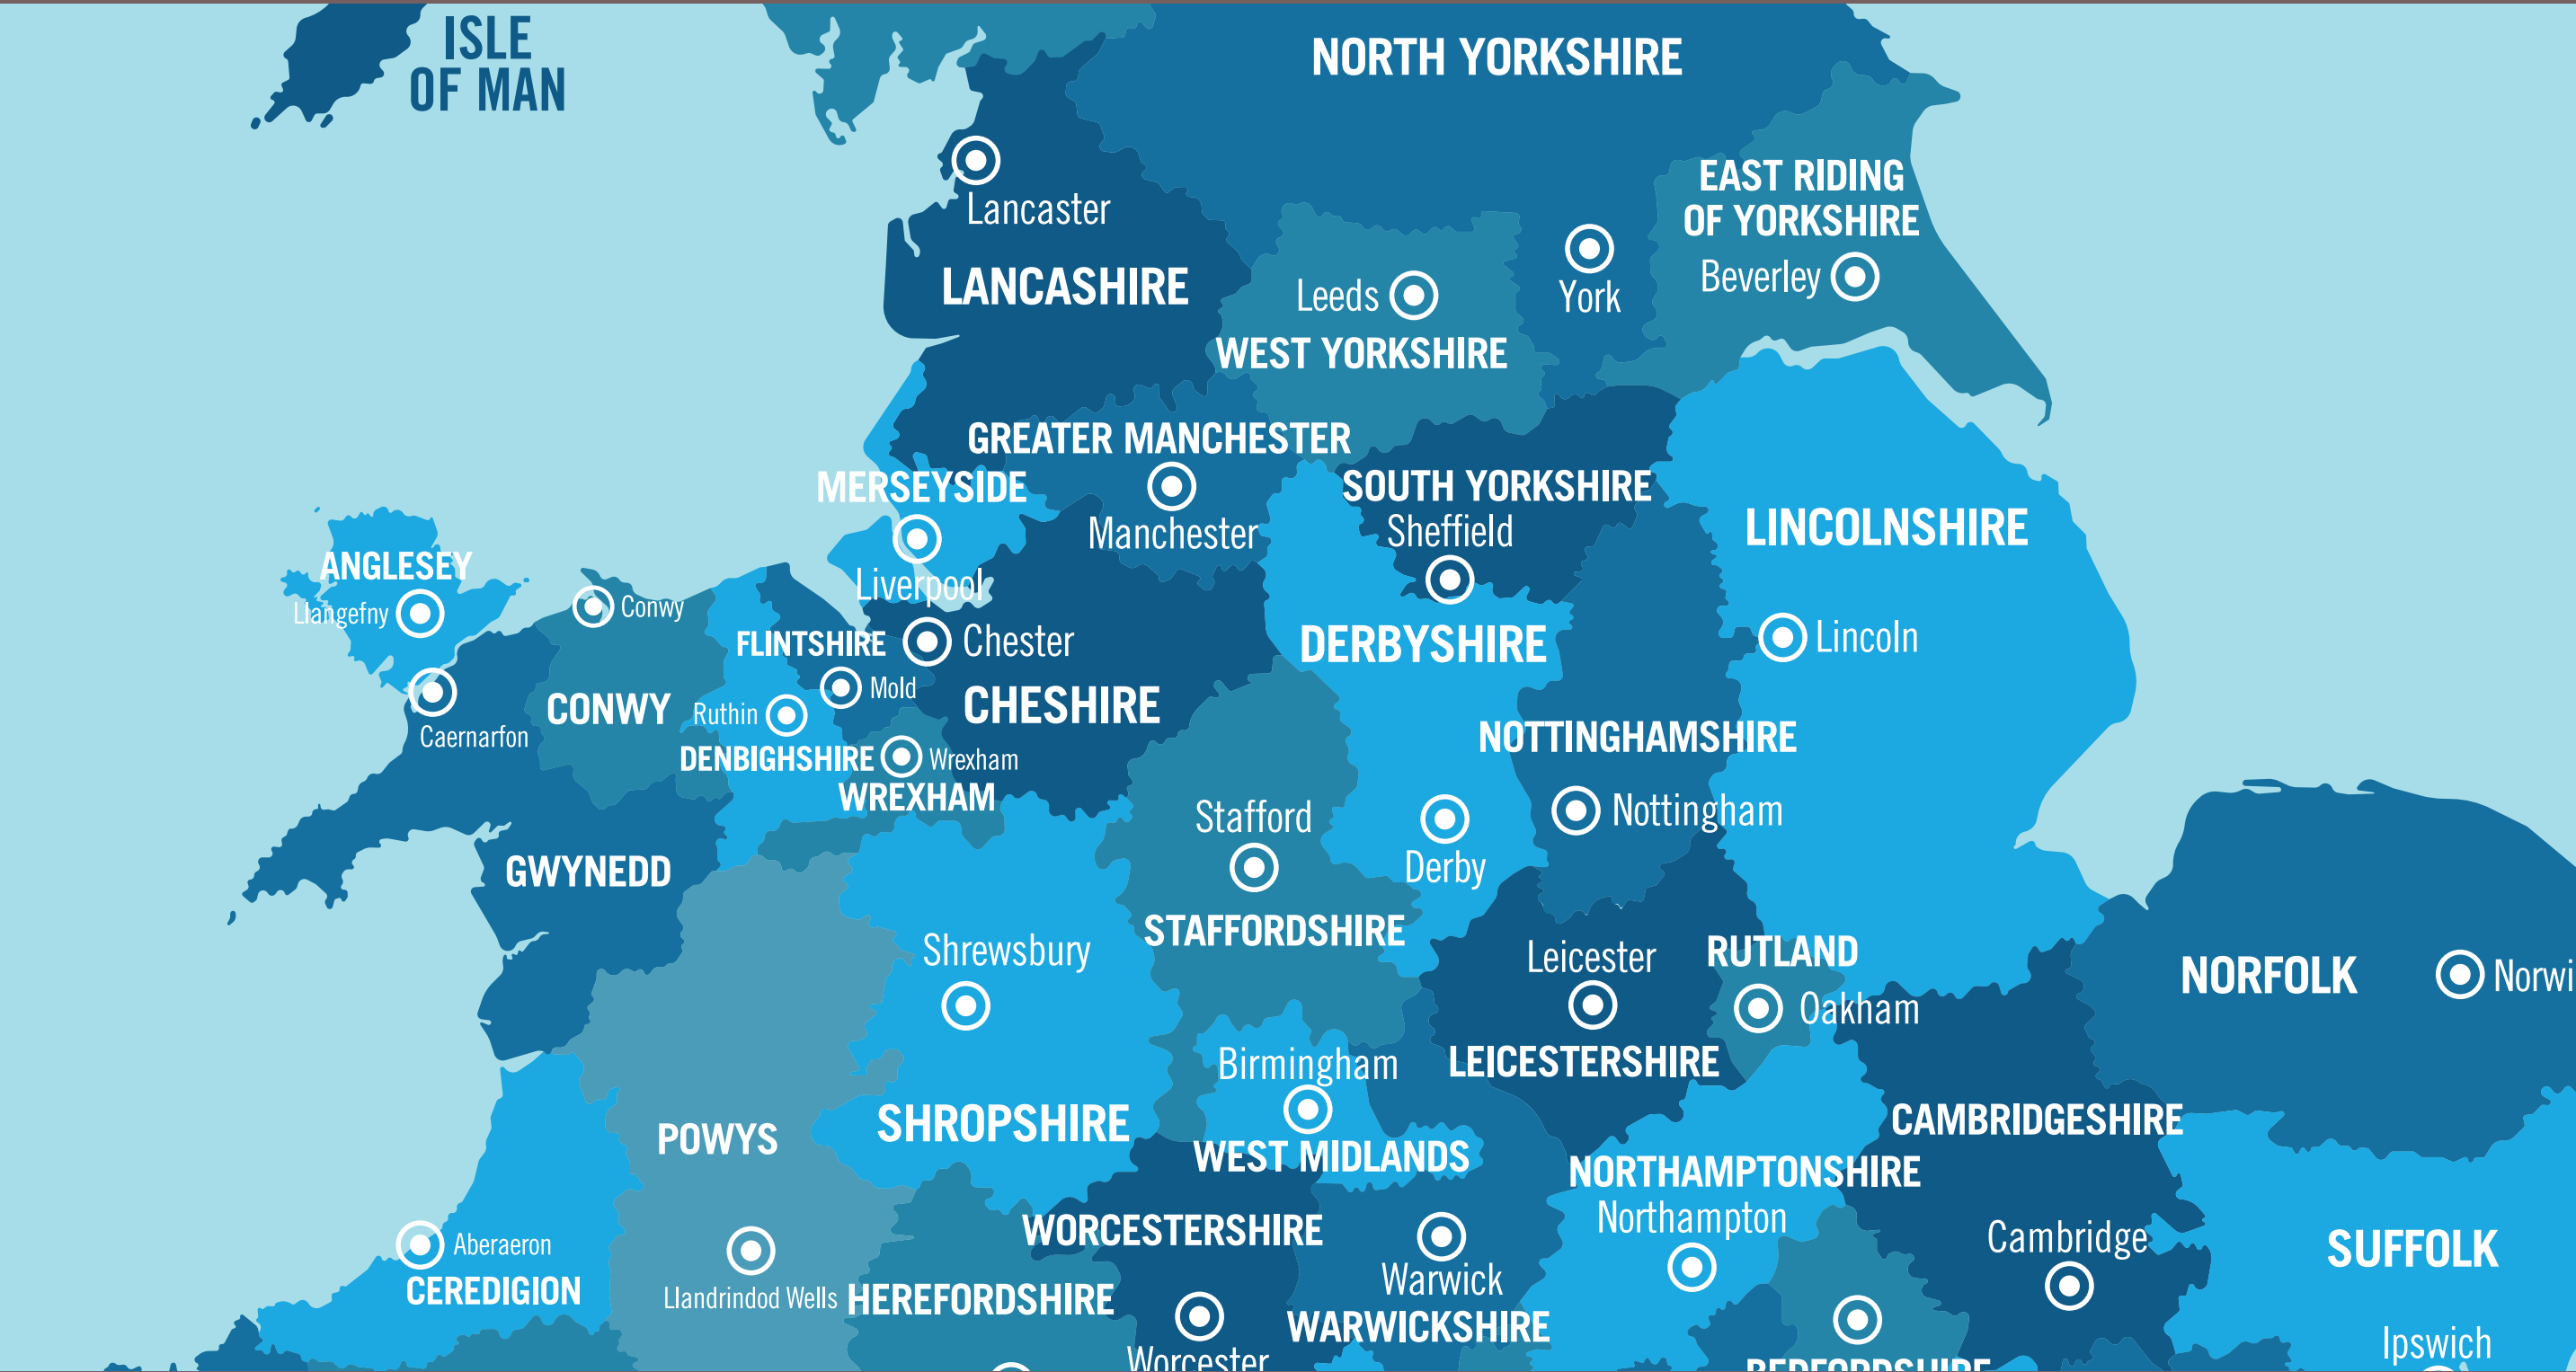 ISLE
OF MAN
NORTH YORKSHIRE
Lancaster
EAST RIDING
OF YORKSHIRE
Beverley
York
LANCASHIRE
Leeds
WEST YORKSHIRE
GREATER MANCHESTER
MERSEYSIDE
Manchester
SOUTH YORKSHIRE
Sheffield
LINCOLNSHIRE
ANGLESEY
Llangefny
Conwy
Liverpool
FLINTSHIRE
Chester
DERBYSHIRE
Lincoln
Caernarfon
CONWY
Ruthin
Mold
CHESHIRE
DENBIGHSHIRE
Wrexham
WREXHAM
NOTTINGHAMSHIRE
Nottingham
Stafford
Derby
GWYNEDD
STAFFORDSHIRE
Shrewsbury
Leicester
RUTLAND
Oakham
NORFOLK
Norwi
LEICESTERSHIRE
Birmingham
SHROPSHIRE
POWYS
WEST MIDLANDS
CAMBRIDGESHIRE
NORTHAMPTONSHIRE
Northampton
Cambridge
SUFFOLK
WORCESTERSHIRE
Aberaeron
CEREDIGION
Llandrindod Wells
HEREFORDSHIRE
Warwick
WARWICKSHIRE
Worcester
Ipswich
BEDFORDSHIRE